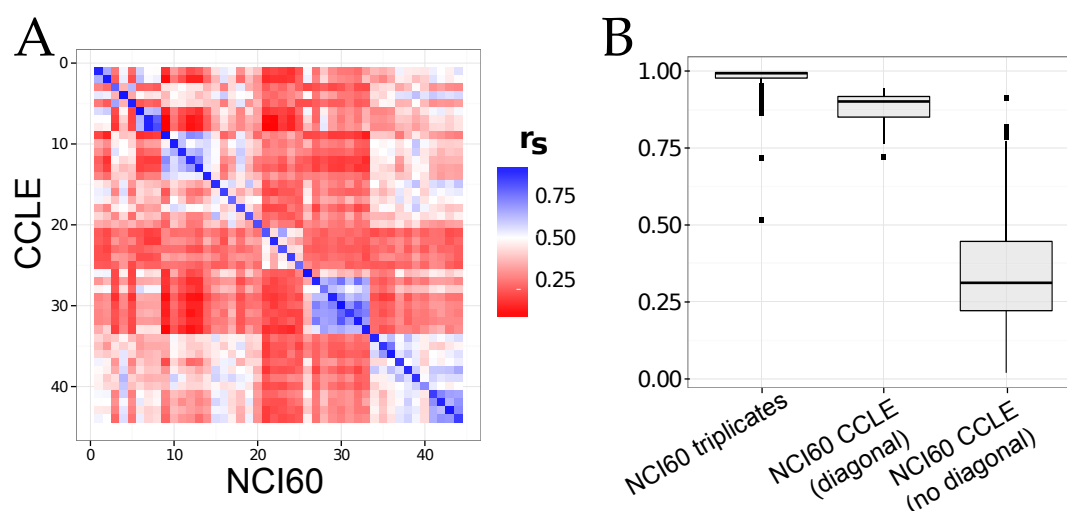 A
CCLE
0
10
20
30
40
0
10
20
30
40
NCI60
rs
0.75
0.50
0.25
B
1.00
0.75
0.50
0.25
0.00
NCI60 triplicates
NCI60 CCLE
(diagonal)
NCI60 CCLE
(no diagonal)